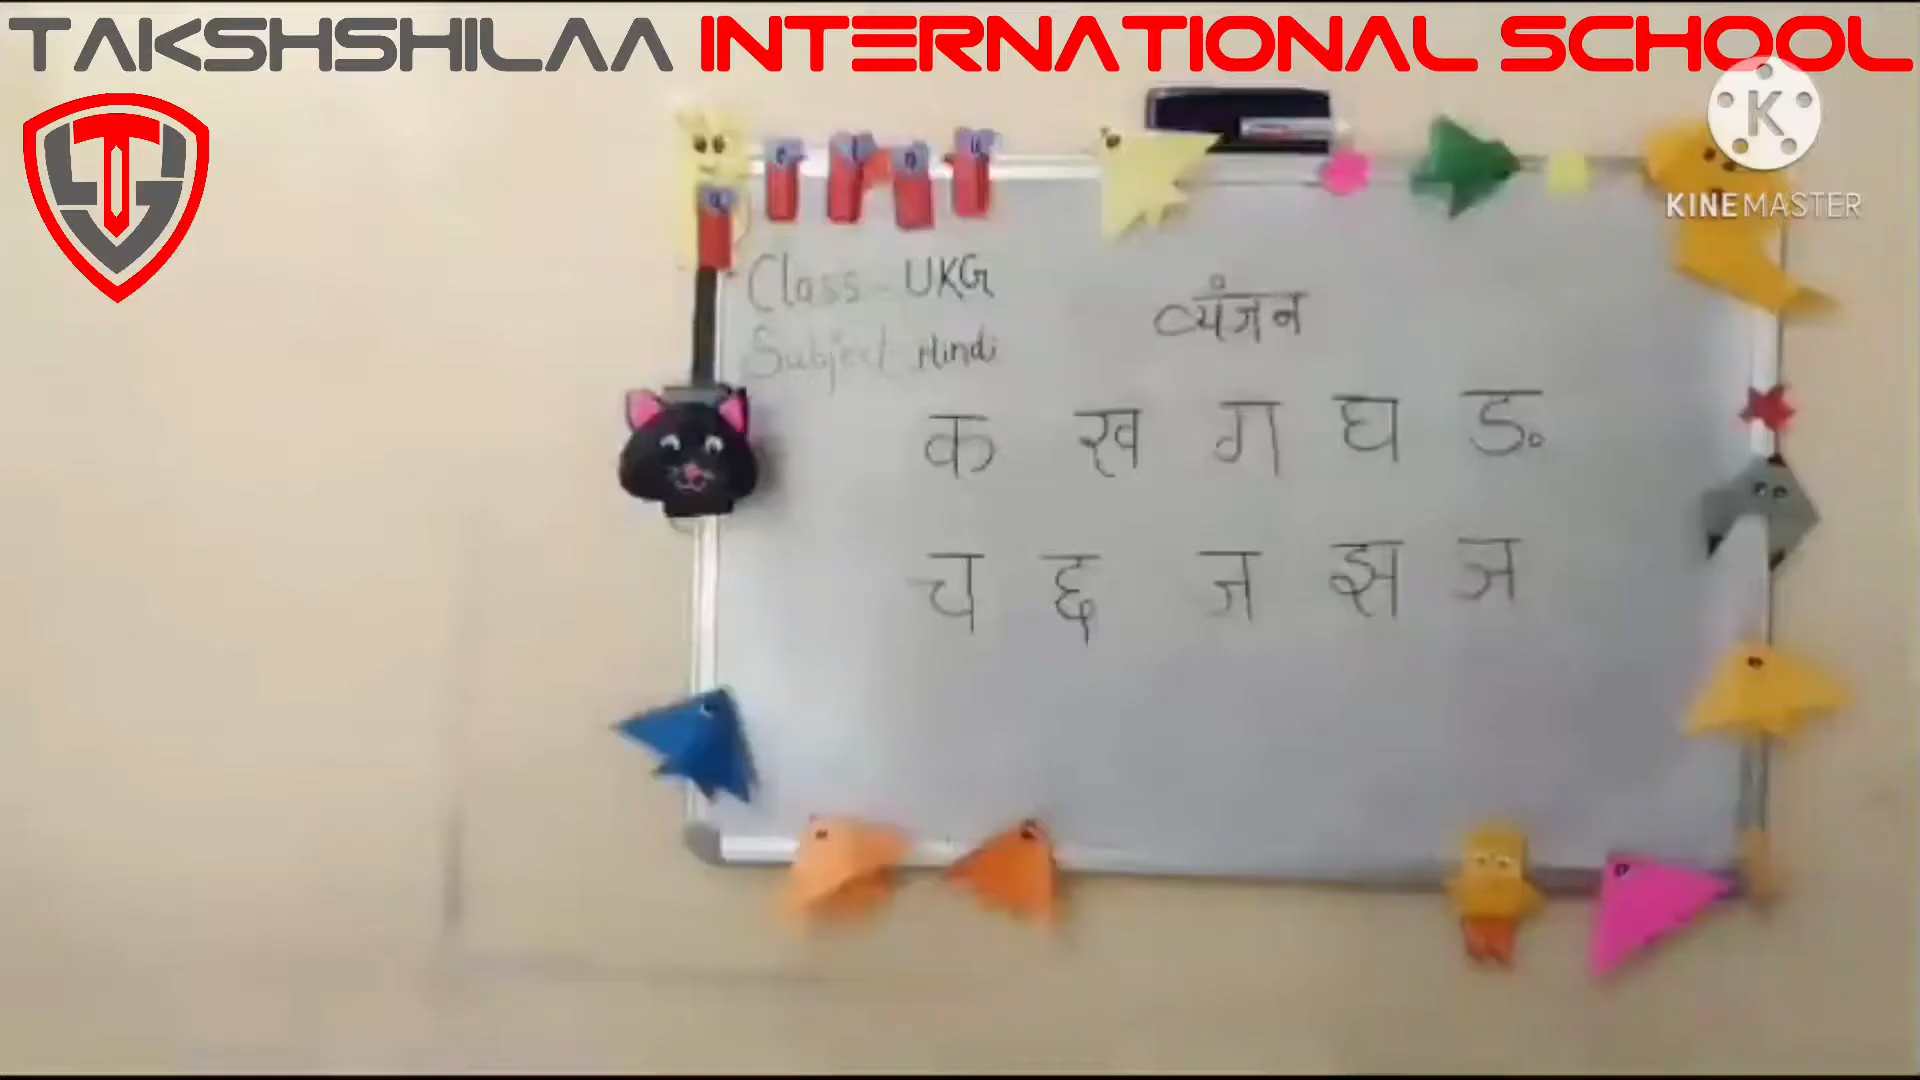 TAKSHSHILAA INTERNATIONAL SCHOOL
K
KINEMASTER
Class - UKG
Subject Hindi
व्यंजन
क ख ग घ ङ
च छ ज झ ञ